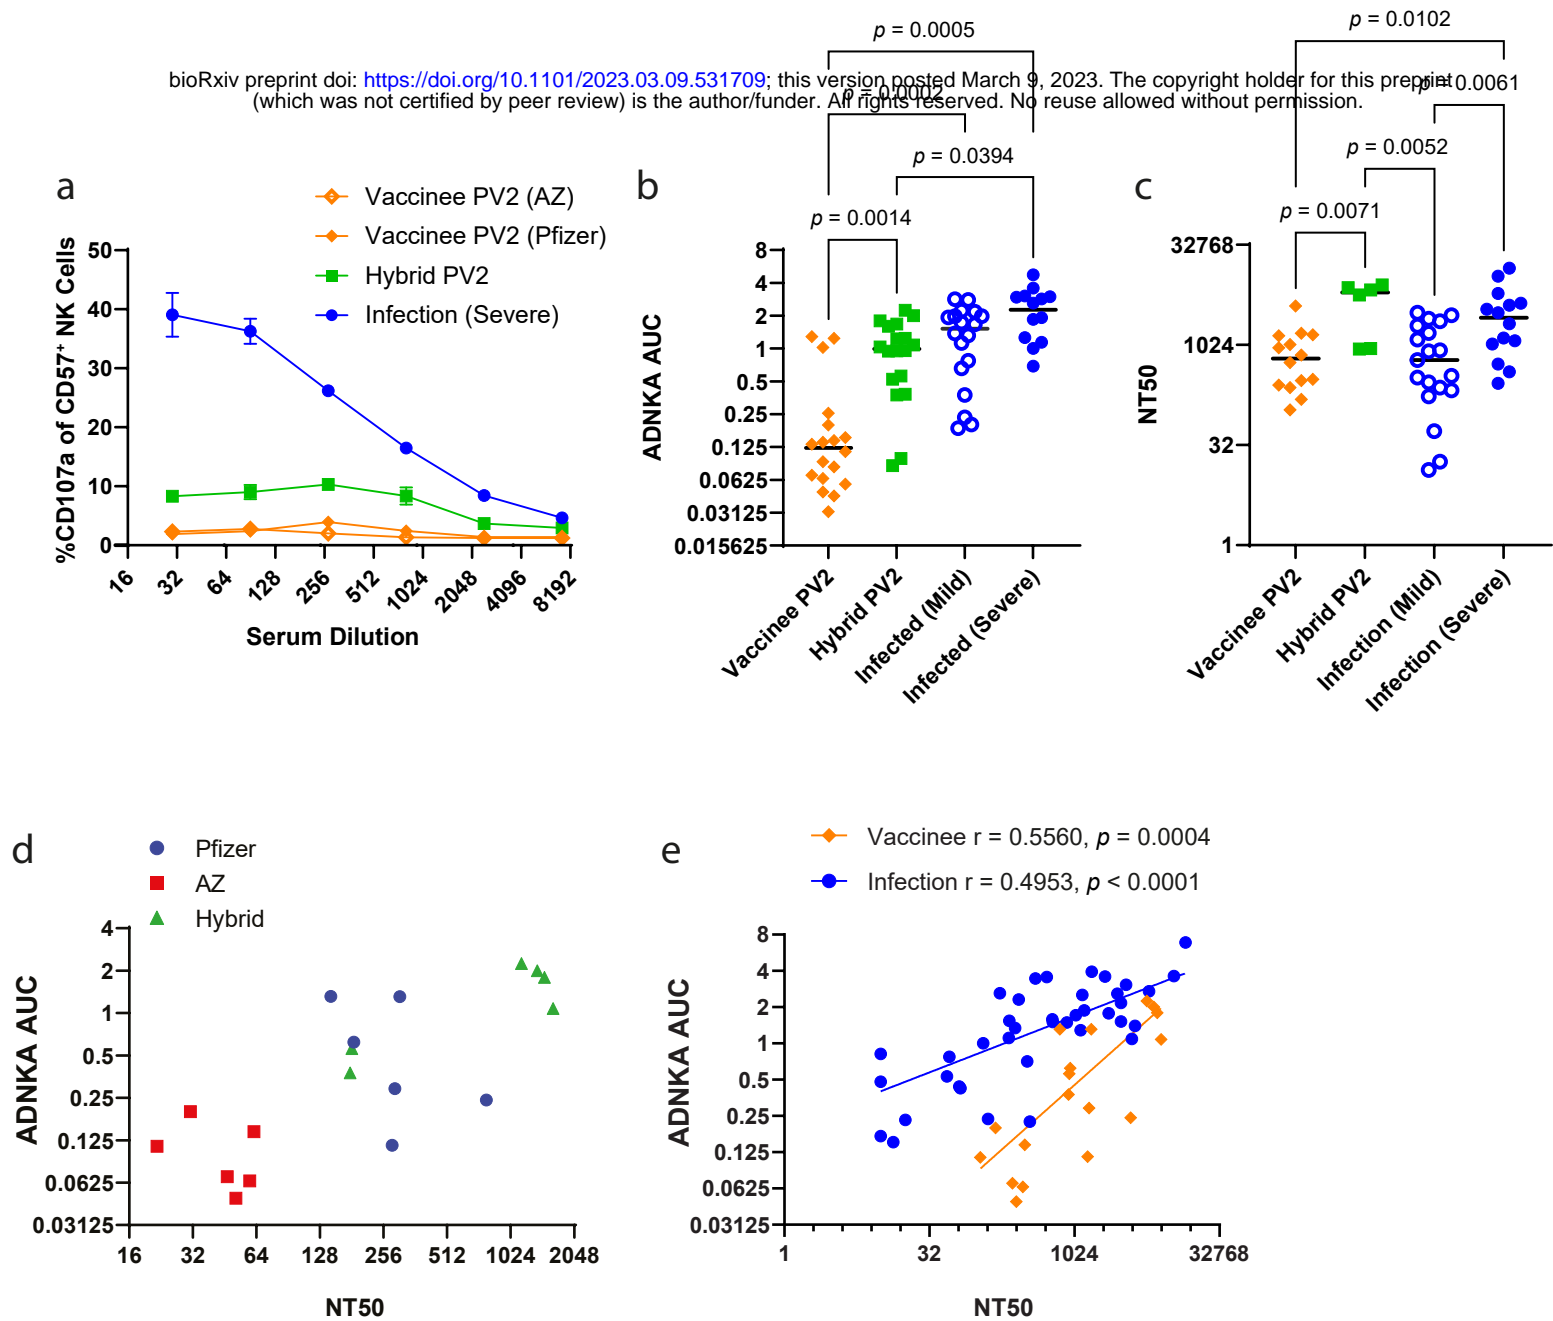 p = 0.0005
p = 0.0102
bioRxiv preprint doi: https://doi.org/10.1101/2023.03.09.531709; this version posted March 9, 2023. The copyright holder for this preprint
(which was not certified by peer review) is the author/funder. All rights reserved. No reuse allowed without permission.
p = 0.0002
p = 0.0061
p = 0.0394
p = 0.0052
p = 0.0014
p = 0.0071
a
Vaccinee PV2 (AZ)
Vaccinee PV2 (Pfizer)
Hybrid PV2
Infection (Severe)
%CD107a of CD57⁺ NK Cells
50
40
30
20
10
0
16
32
64
128
256
512
1024
2048
4096
8192
Serum Dilution
b
ADNKA AUC
8
4
2
1
0.5
0.25
0.125
0.0625
0.03125
0.015625
Vaccinee PV2
Hybrid PV2
Infected (Mild)
Infected (Severe)
c
NT50
32768
1024
32
1
Vaccinee PV2
Hybrid PV2
Infection (Mild)
Infection (Severe)
d
Pfizer
AZ
Hybrid
ADNKA AUC
4
2
1
0.5
0.25
0.125
0.0625
0.03125
16
32
64
128
256
512
1024
2048
NT50
e
Vaccinee r = 0.5560, p = 0.0004
Infection r = 0.4953, p < 0.0001
ADNKA AUC
8
4
2
1
0.5
0.25
0.125
0.0625
0.03125
1
32
1024
32768
NT50